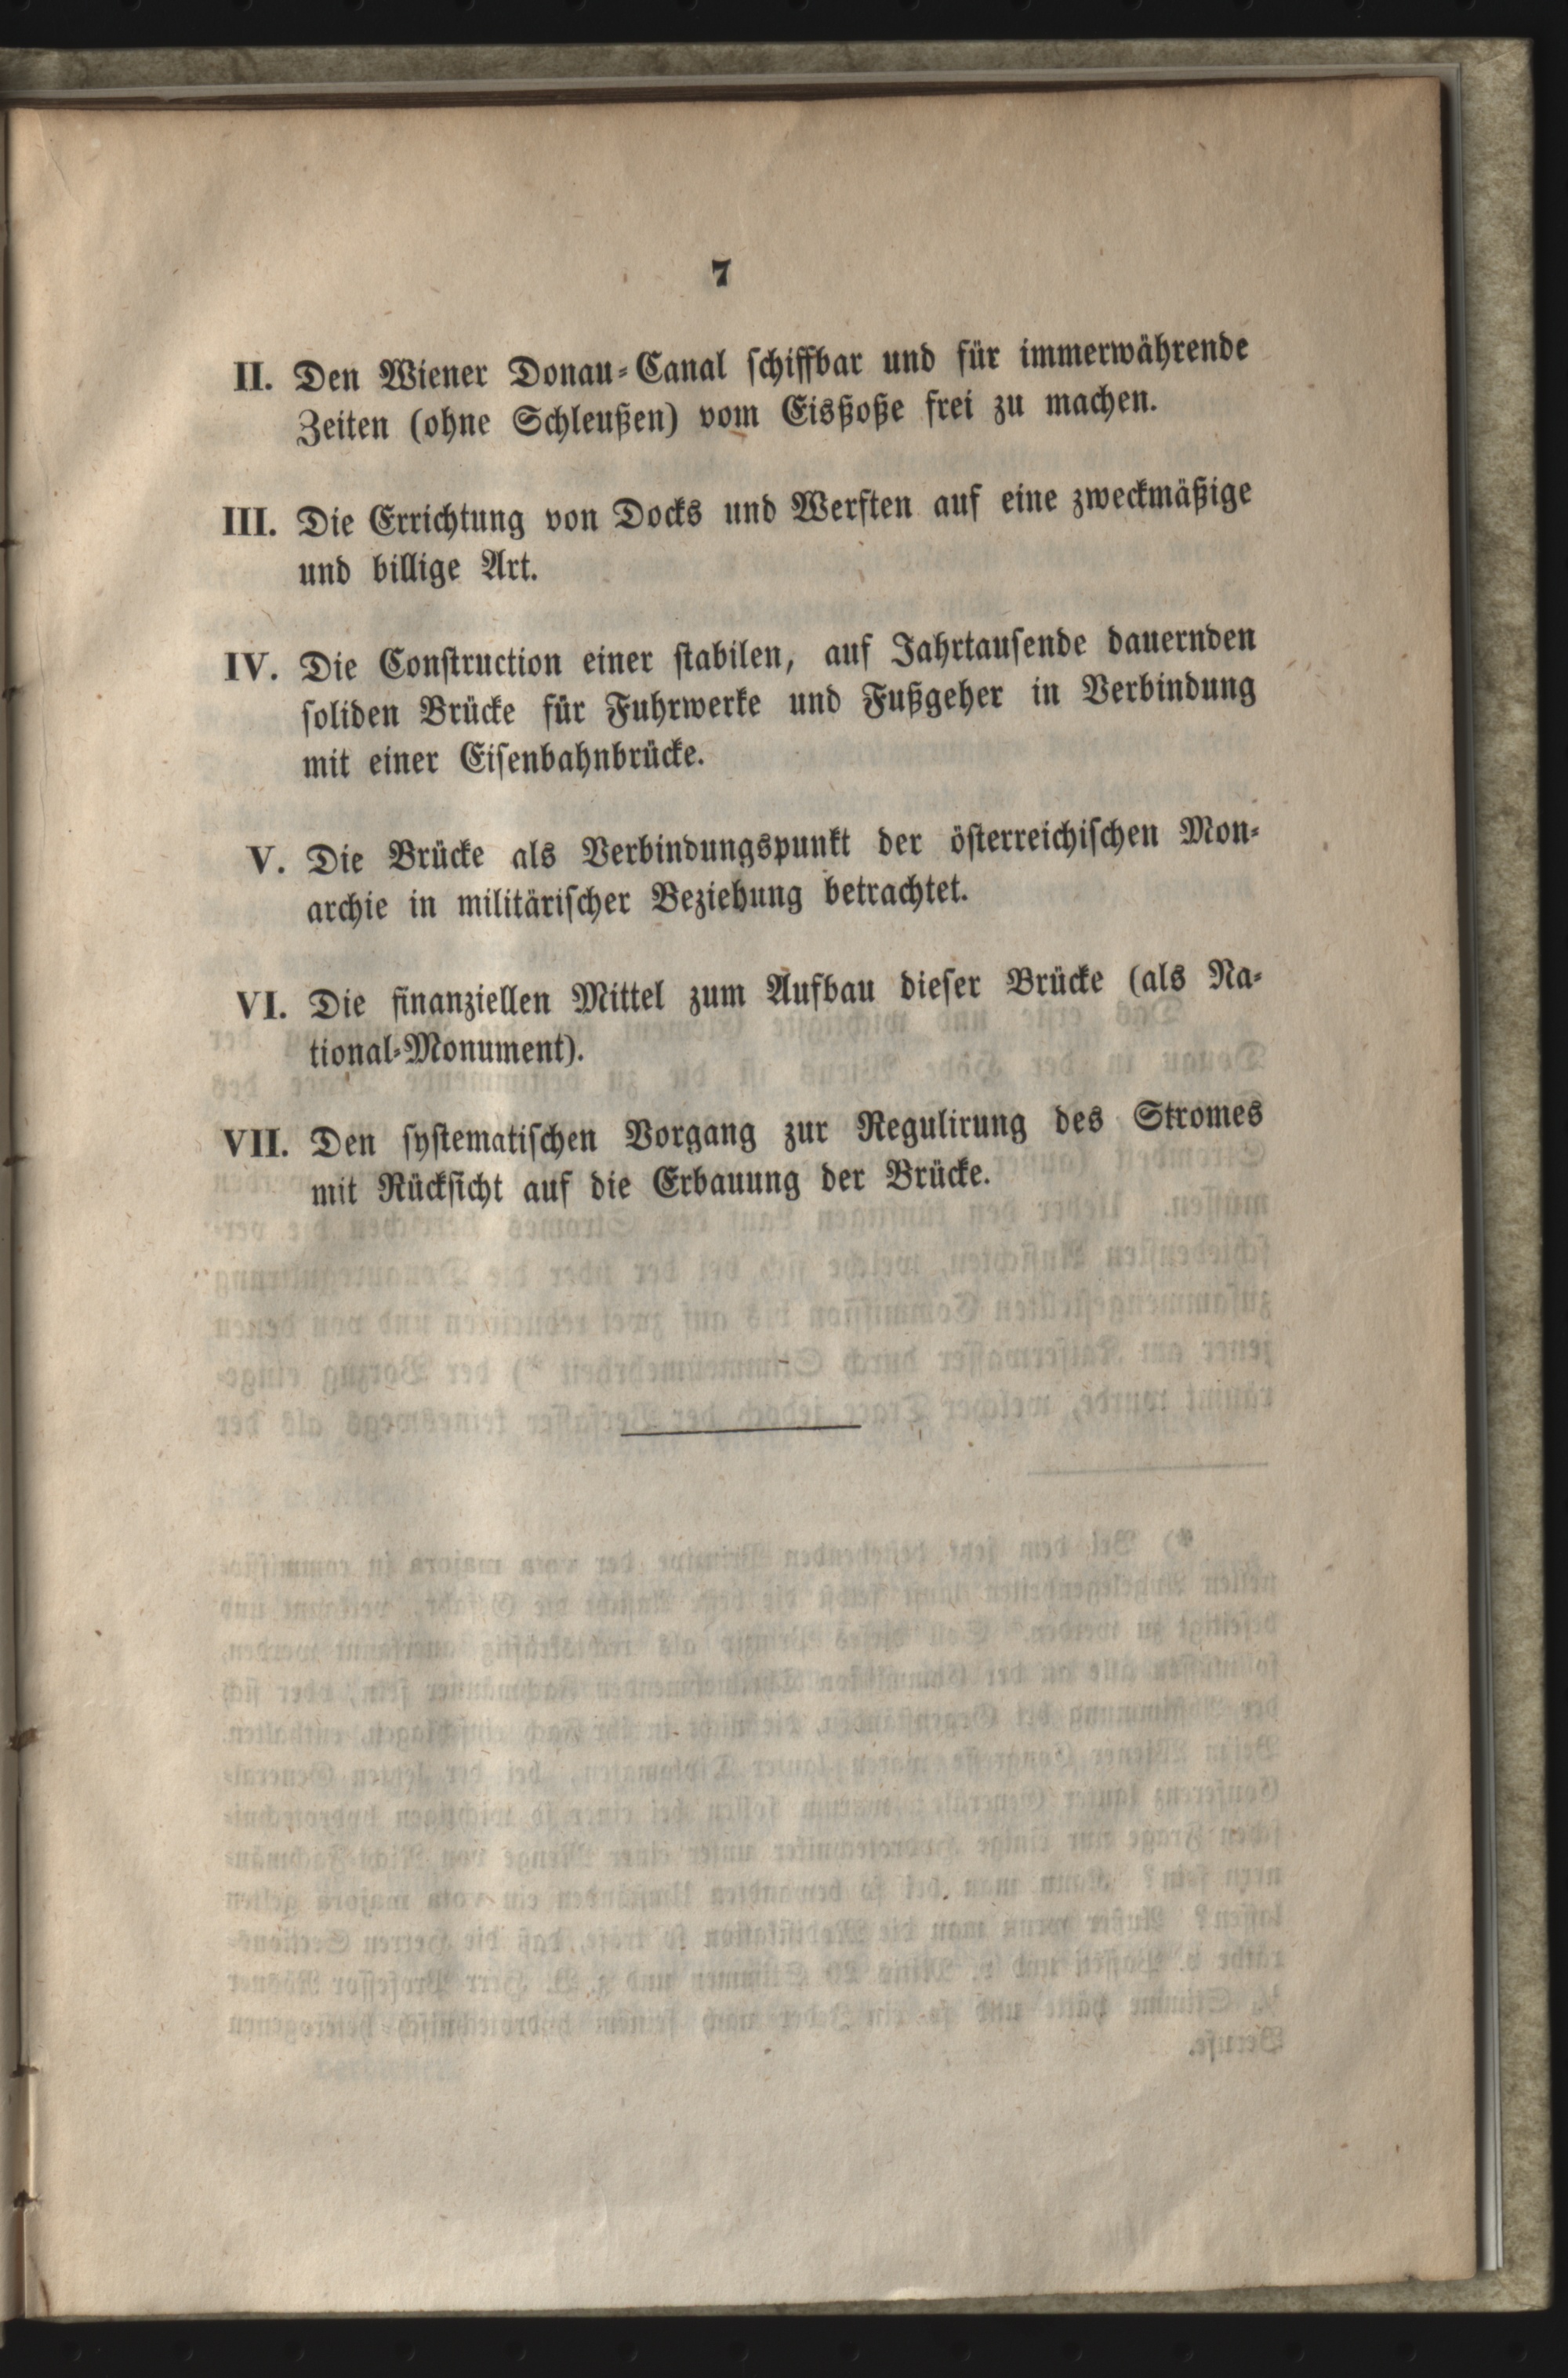 7
II. Den Wiener Donau-Canal schiffbar und für immerwährende
Zeiten (ohne Schleußen) vom Eisßoße frei zu machen.
III. Die Errichtung von Docks und Werften auf eine zweckmäßige
und billige Art.
IV. Die Construction einer stabilen, auf Jahrtausende dauernden
soliden Brücke für Fuhrwerke und Fußgeher in Verbindung
mit einer Eisenbahnbrücke.
V. Die Brücke als Verbindungspunkt der österreichischen Mon-
archie in militärischer Beziehung betrachtet.
VI. Die finanziellen Mittel zum Aufbau dieser Brücke (als Na-
tional-Monument).
VII. Den systematischen Vorgang zur Regulirung des Stromes
mit Rücksicht auf die Erbauung der Brücke.